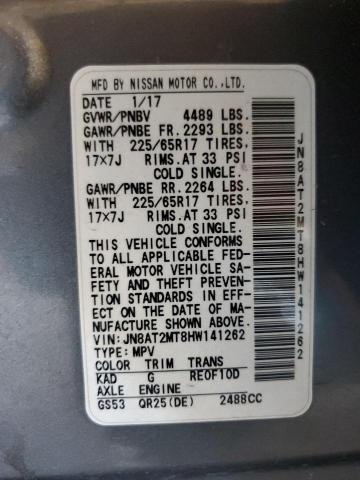 MFD BY NISSAN MOTOR CO.,LTD.
DATE 1/17
GVWR/PNBV 4489 LBS.
GAWR/PNBE FR.2293 LBS.
WITH 225/65R17 TIRES
17x7J RIMS.AT 33 PSI
COLD SINGLE.
GAWR/PNBE RR.2264 LBS.
WITH 225/65R17 TIRES
17x7J RIMS.AT 33 PSI
COLD SINGLE.
THIS VEHICLE CONFORMS
TO ALL APPLICABLE FED-
ERAL MOTOR VEHICLE SA-
FETY AND THEFT PREVENTION
STANDARDS IN EFFECT
ON THE DATE OF MA-
NUFACTURE SHOWN ABOVE.
VIN:JN8AT2MT8HW141262
TYPE:MPV
COLOR TRIM TRANS
KAD G RE0F10D
AXLE ENGINE
GS53 QR25(DE) 2488CC
JN8AT2MT8HW141262